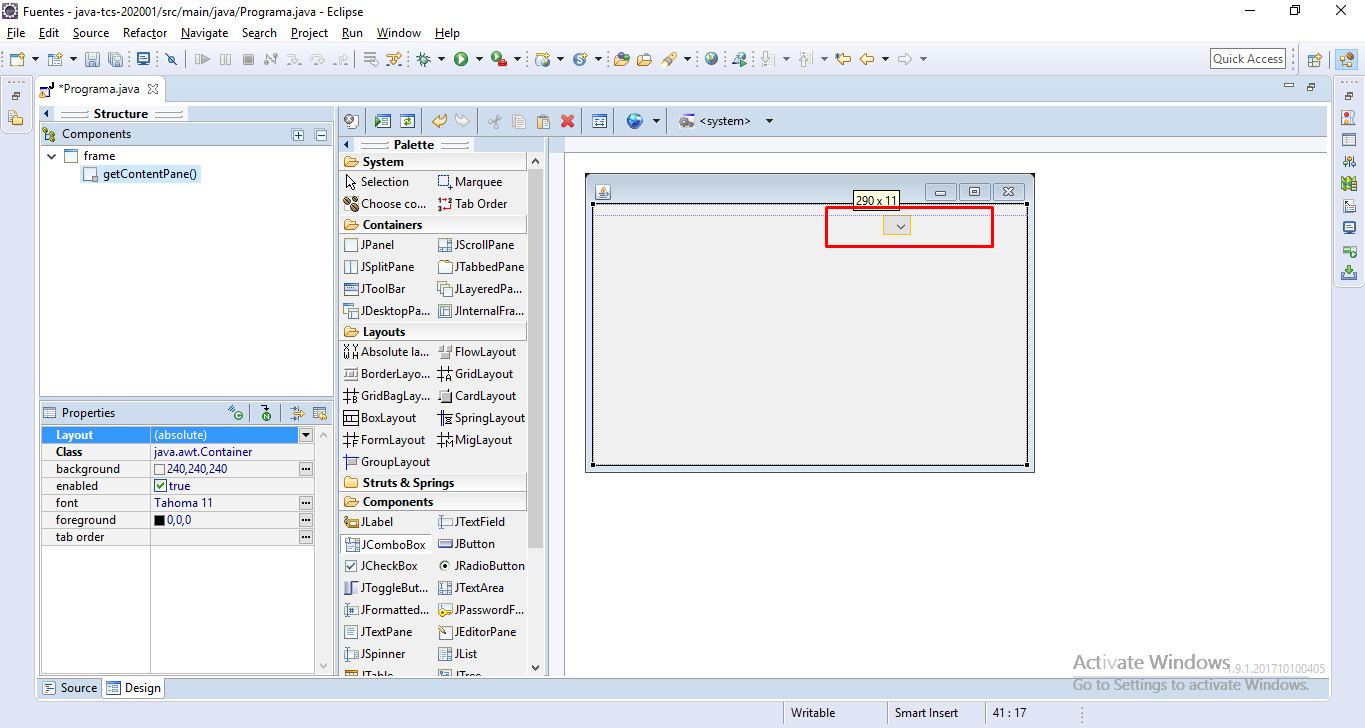 Fuentes - java-tcs-202001/src/main/java/Programa.java - Eclipse
File Edit Source Refactor Navigate Search Project Run Window Help
Quick Access
*Programa.java
Structure
Components
frame
getContentPane()
Properties
Layout (absolute)
Class java.awt.Container
background 240,240,240
enabled true
font Tahoma 11
foreground 0,0,0
tab order
<system>
Palette
System
Selection Marquee
Choose co... Tab Order
Containers
JPanel JScrollPane
JSplitPane JTabbedPane
JToolBar JLayeredPa...
JDesktopPa... JInternalFra...
Layouts
Absolute la... FlowLayout
BorderLayo... GridLayout
GridBagLay... CardLayout
BoxLayout SpringLayout
FormLayout MigLayout
GroupLayout
Struts & Springs
Components
JLabel JTextField
JComboBox JButton
JCheckBox JRadioButton
JToggleBut... JTextArea
JFormatted... JPasswordF...
JTextPane JEditorPane
JSpinner JList
JTable JTree
290 x 11
Activate Windows
.9.1.201710100405
Go to Settings to activate Windows.
Source Design
Writable Smart Insert 41 : 17